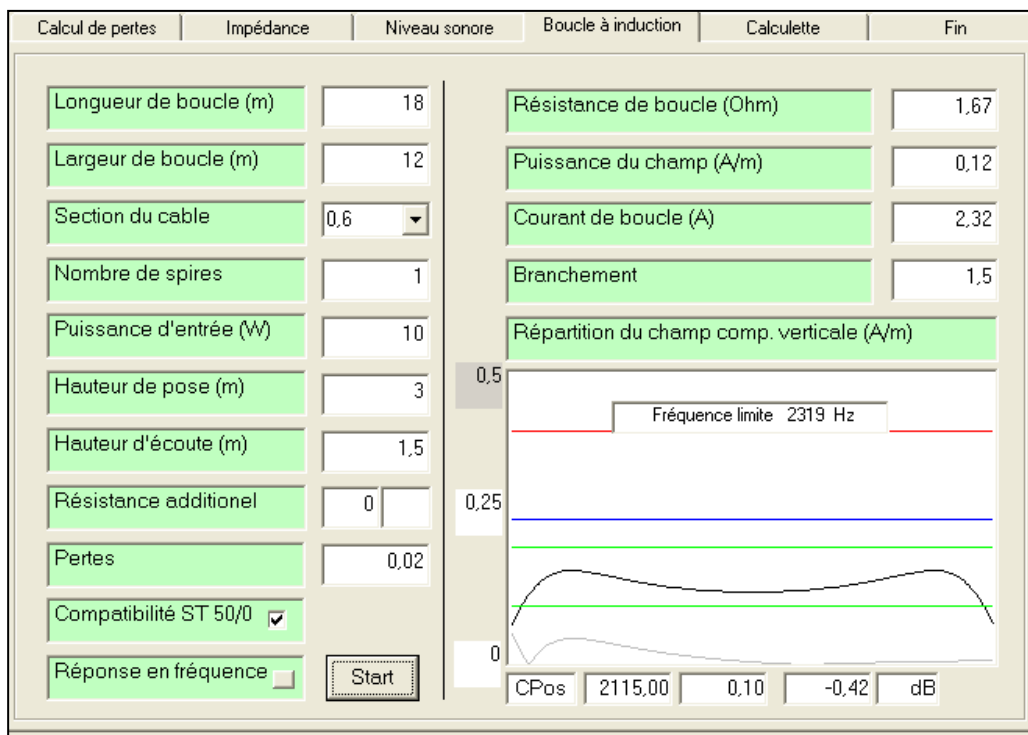 Calcul de pertes Impédance Niveau sonore Boucle à induction Calculette Fin
Longueur de boucle (m) 18
Largeur de boucle (m) 12
Section du cable 0,6
Nombre de spires 1
Puissance d'entrée (W) 10
Hauteur de pose (m) 3
Hauteur d'écoute (m) 1,5
Résistance additionel 0
Pertes 0,02
Compatibilité ST 50/0
Réponse en fréquence Start
Résistance de boucle (Ohm) 1,67
Puissance du champ (A/m) 0,12
Courant de boucle (A) 2,32
Branchement 1,5
Répartition du champ comp. verticale (A/m)
0,5
Fréquence limite 2319 Hz
0,25
0
CPos 2115,00 0,10 -0,42 dB